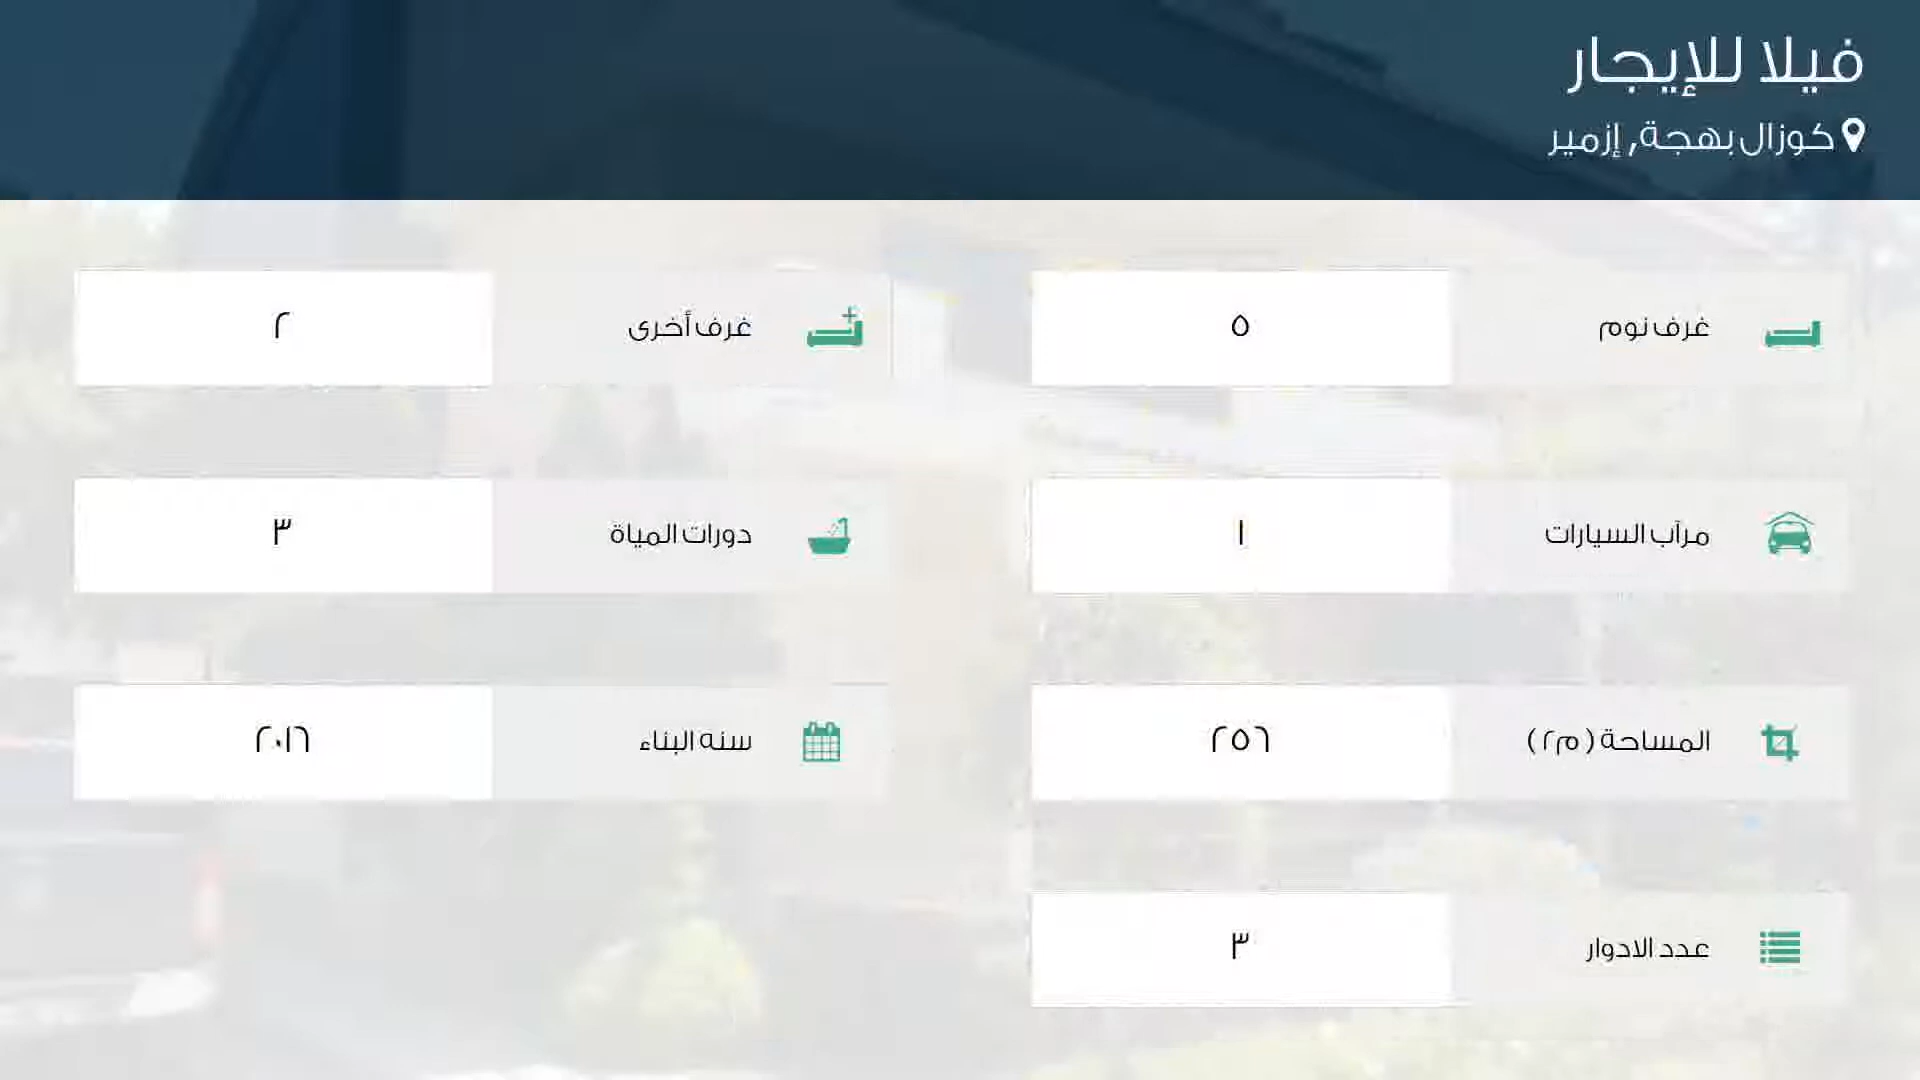 فيلا للإيجار
كوزال بهجة, إزمير
غرف نوم
٥
غرف أخرى
٢
مرآب السيارات
١
دورات المياة
٣
المساحة (م٢)
٢٥٦
سنه البناء
٢٠١٦
عدد الادوار
٣